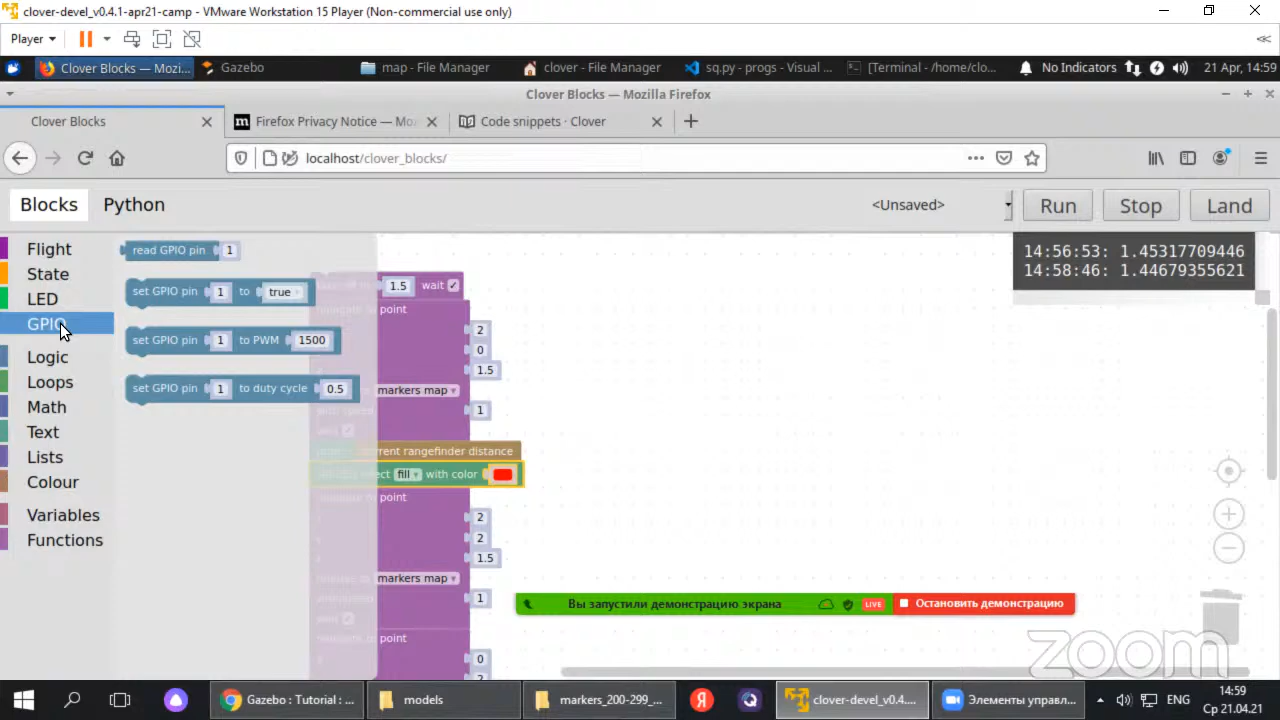 clover-devel_v0.4.1-apr21-camp - VMware Workstation 15 Player (Non-commercial use only)
Player
Clover Blocks — Mozi...
Gazebo
map - File Manager
clover - File Manager
sq.py - progs - Visual ...
[Terminal - /home/clo...
No Indicators
21 Apr, 14:59
Clover Blocks — Mozilla Firefox
Clover Blocks
Firefox Privacy Notice — Moz
Code snippets · Clover
localhost/clover_blocks/
Blocks
Python
<Unsaved>
Run
Stop
Land
14:56:53: 1.45317709446
14:58:46: 1.44679355621
Flight
State
LED
GPIO
Logic
Loops
Math
Text
Lists
Colour
Variables
Functions
read GPIO pin 1
set GPIO pin 1 to true
set GPIO pin 1 to PWM 1500
set GPIO pin 1 to duty cycle 0.5
1.5 wait
point
2
0
1.5
markers map
1
rent rangefinder distance
fill with color
point
2
2
1.5
markers map
1
point
0
Вы запустили демонстрацию экрана
LIVE
Остановить демонстрацию
zoom
Gazebo : Tutorial : ...
models
markers_200-299_...
Я
clover-devel_v0.4....
Элементы управл...
ENG
14:59
Ср 21.04.21